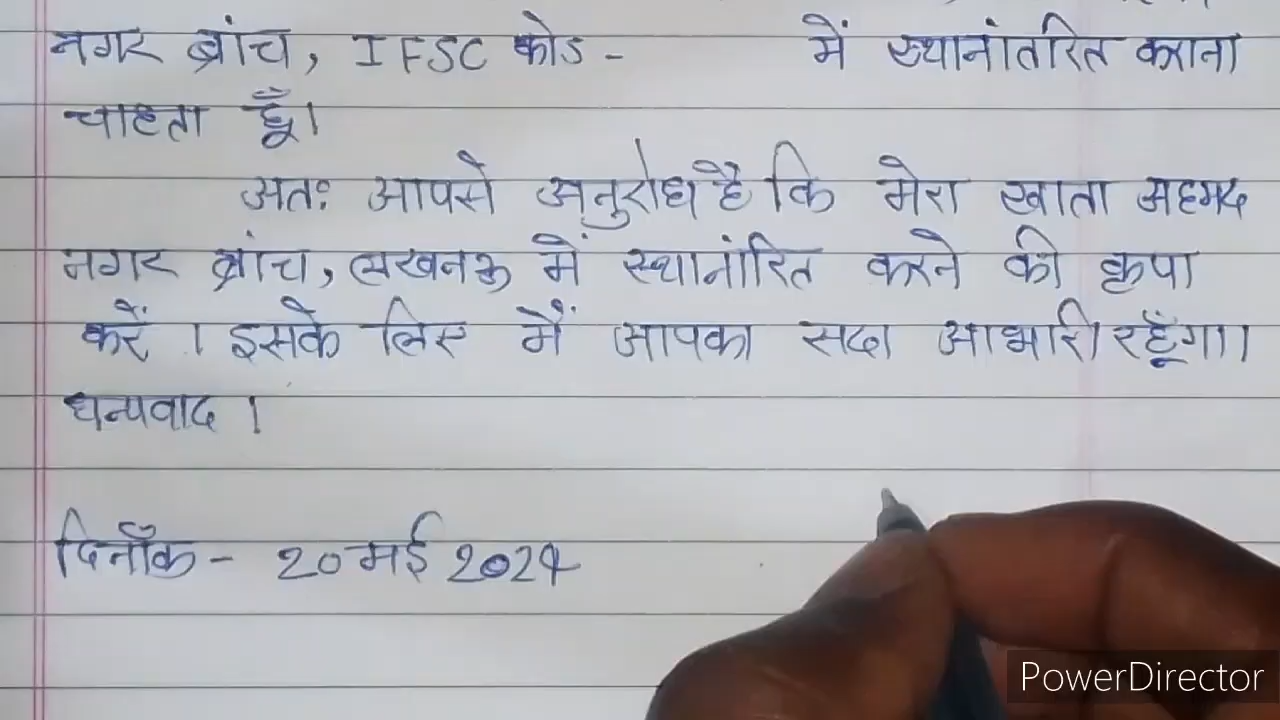 नगर ब्रांच, IFSC कोड - में स्थानांतरित कराना
चाहता हूँ।
अतः आपसे अनुरोध है कि मेरा खाता अहमद
नगर ब्रांच, लखनऊ में स्थानांरित करने की कृपा
करें । इसके लिए मैं आपका सदा आभारी रहूँगा।
धन्यवाद ।
दिनाँक - 20 मई 2024
PowerDirector